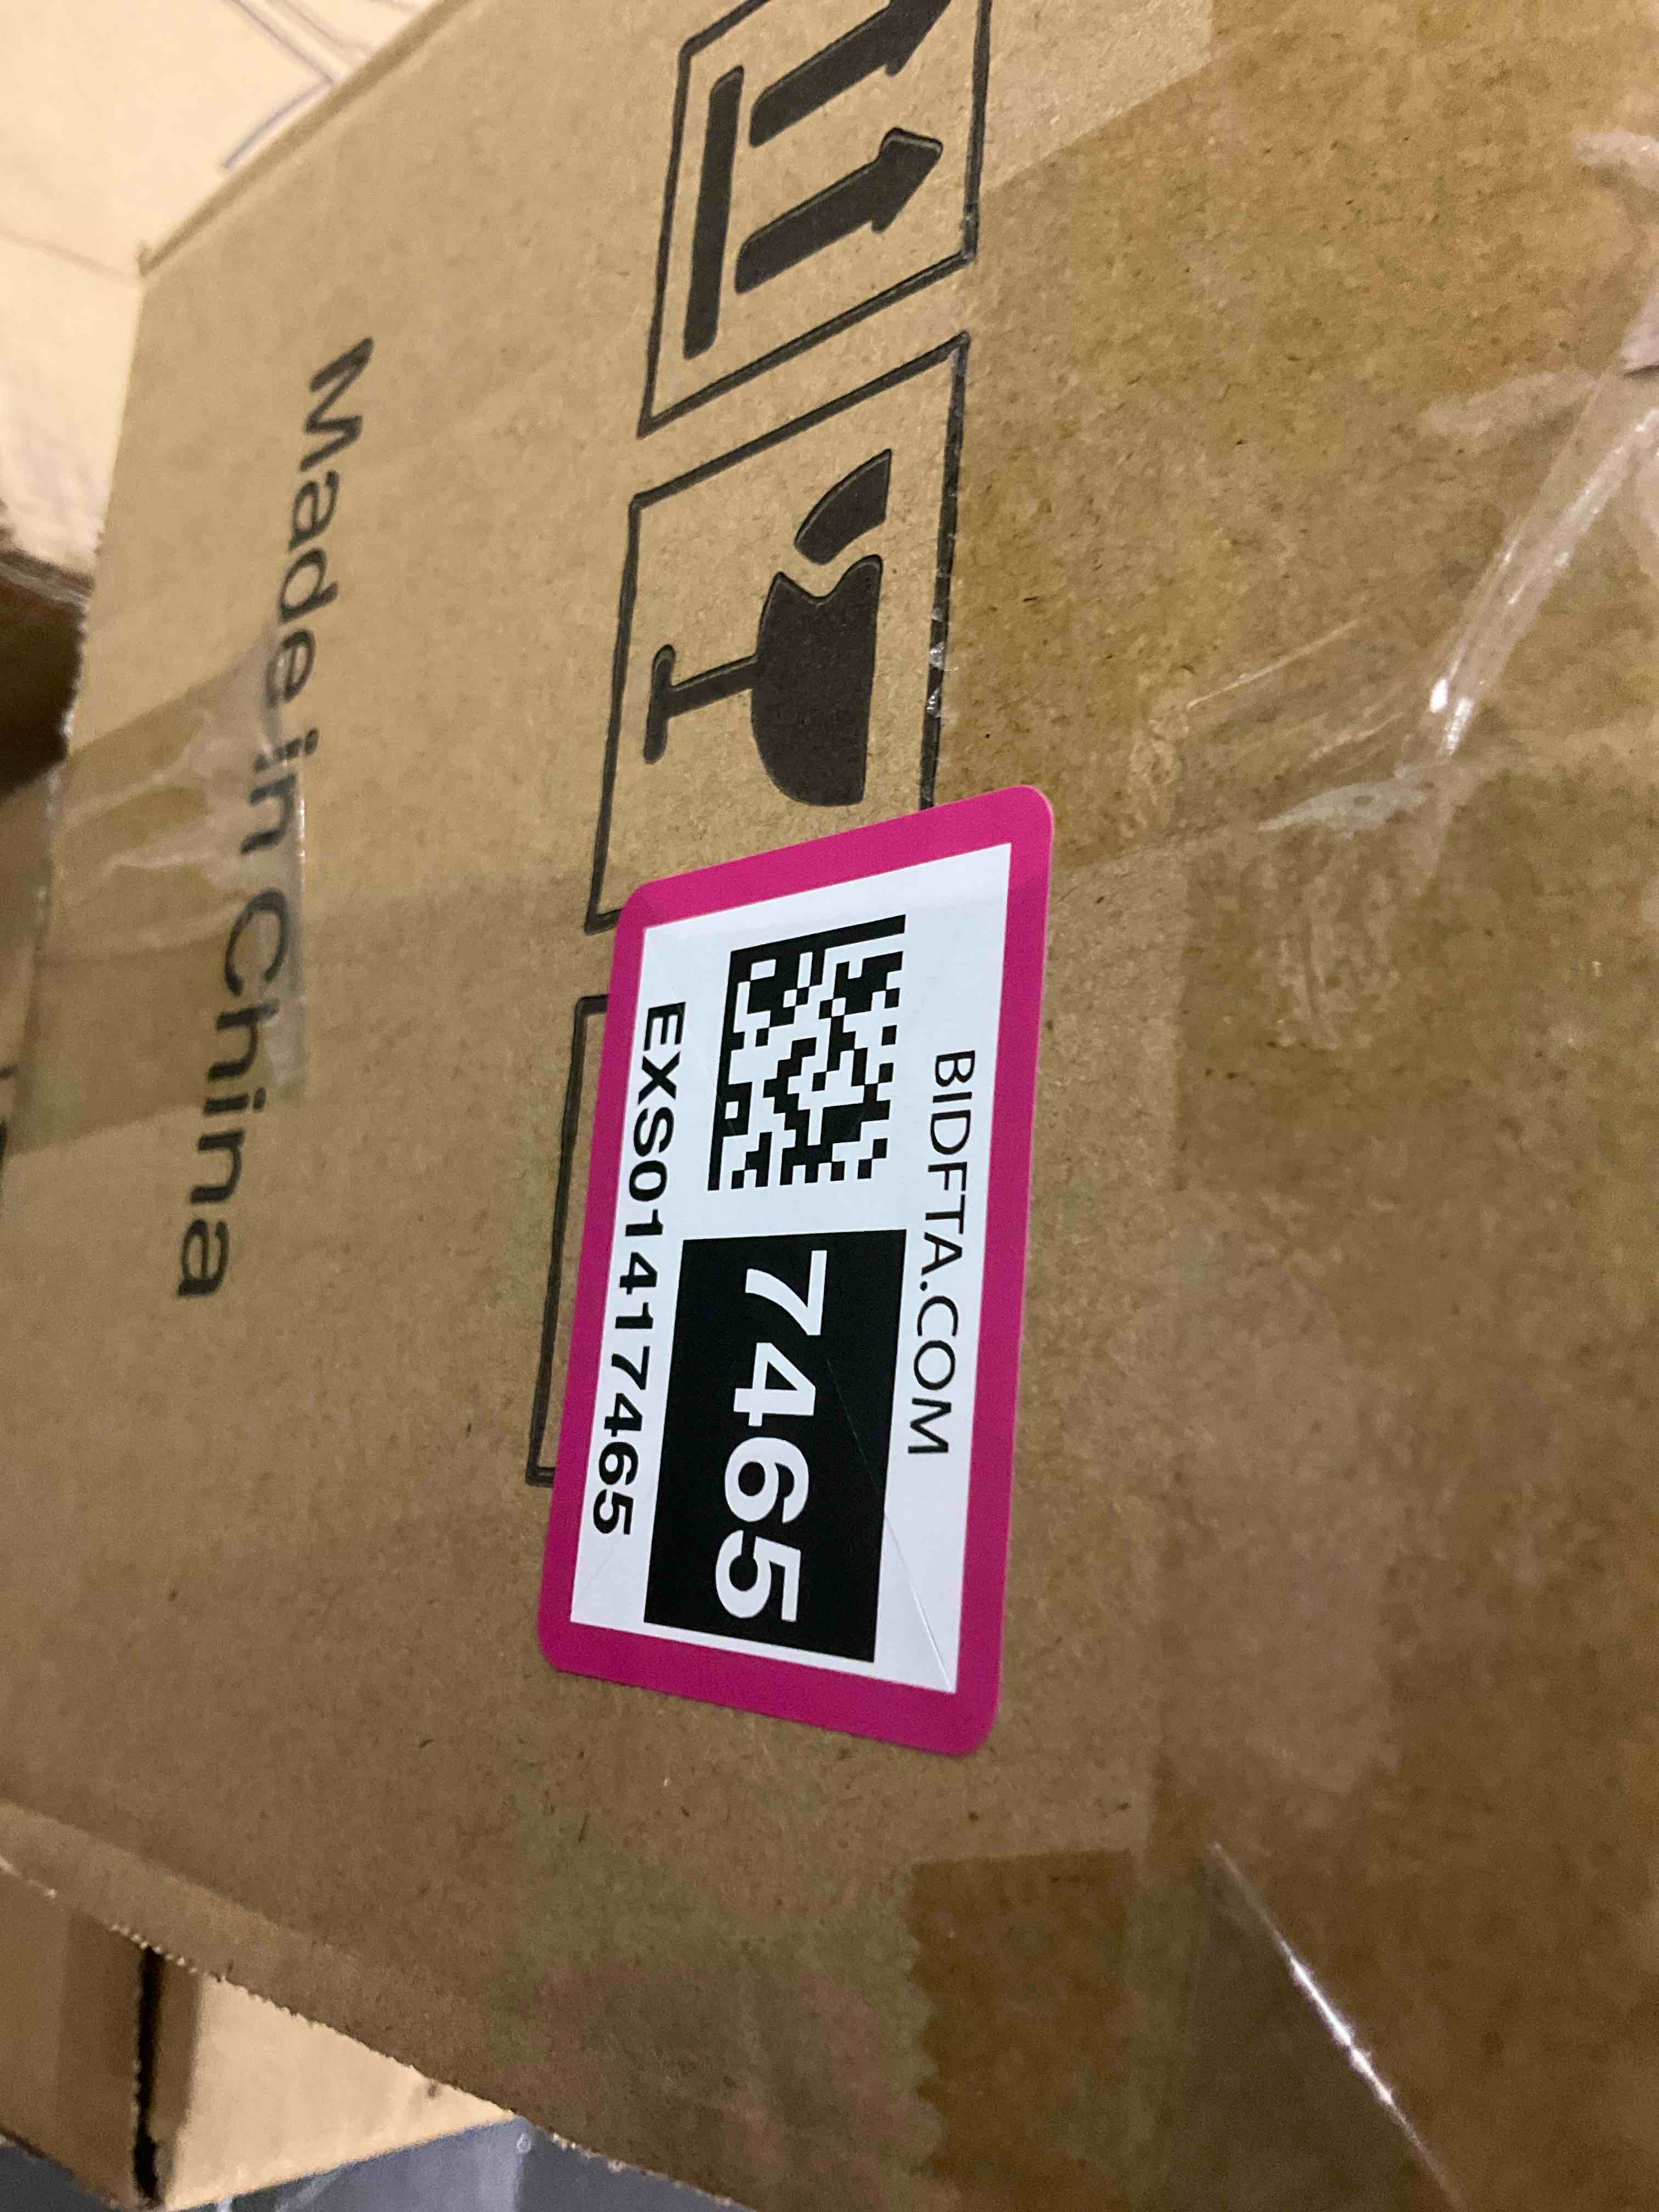 BIDFTA.COM
7465
EXS01417465
Made in China